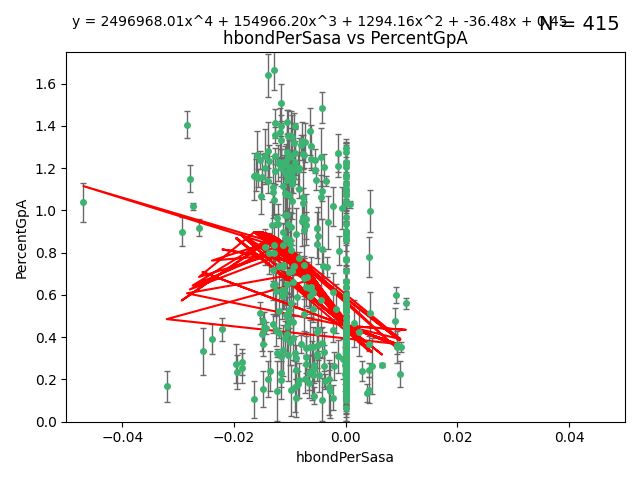 y = 2496968.01x^4 + 154966.20x^3 + 1294.16x^2 + -36.48x + 0.45
N = 415
hbondPerSasa vs PercentGpA
PercentGpA
1.6
1.4
1.2
1.0
0.8
0.6
0.4
0.2
0.0
−0.04 −0.02 0.00 0.02 0.04
hbondPerSasa